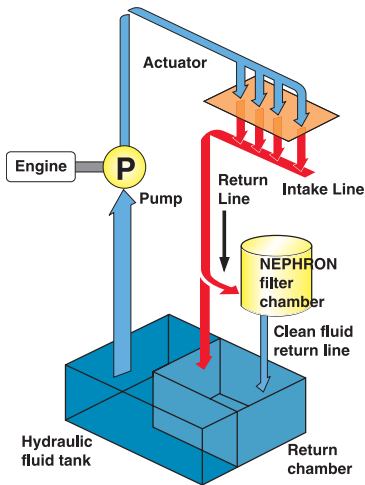 Actuator
Engine
P
Pump
Return
Line
Intake Line
NEPHRON
filter
chamber
Clean fluid
return line
Hydraulic
fluid tank
Return
chamber